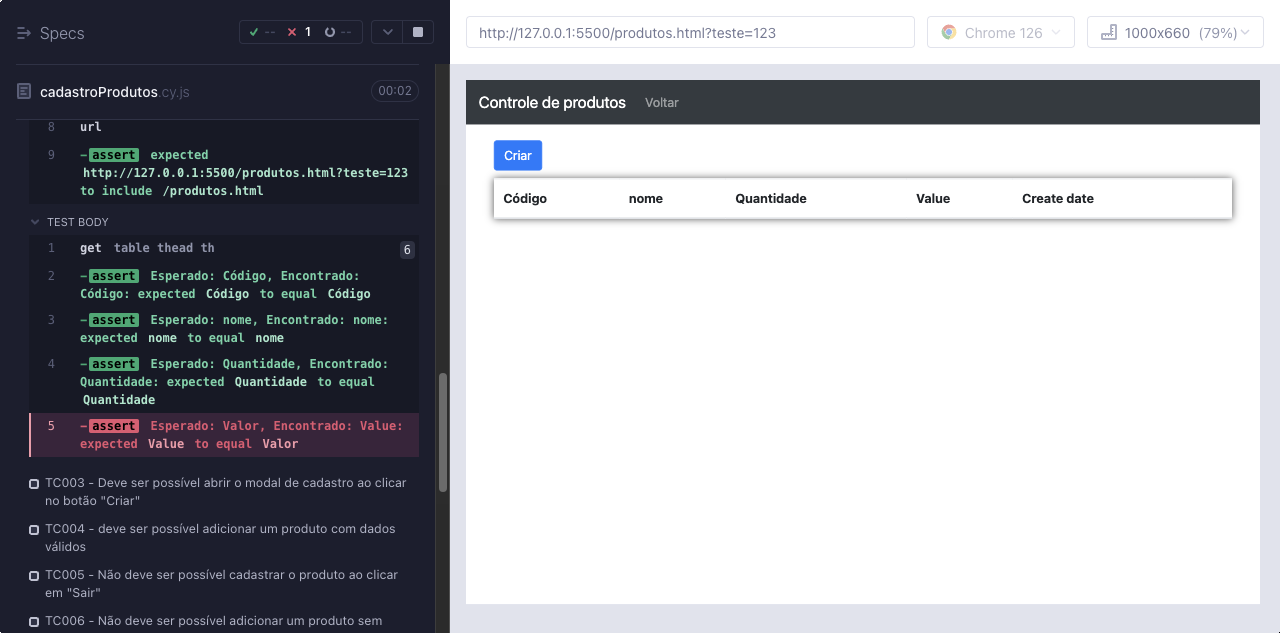 Specs
-- 1 --
cadastroProdutos.cy.js
00:02
8 url
9 -assert expected
http://127.0.0.1:5500/produtos.html?teste=123
to include /produtos.html
TEST BODY
1 get table thead th 6
2 -assert Esperado: Código, Encontrado:
Código: expected Código to equal Código
3 -assert Esperado: nome, Encontrado: nome:
expected nome to equal nome
4 -assert Esperado: Quantidade, Encontrado:
Quantidade: expected Quantidade to equal
Quantidade
5 -assert Esperado: Valor, Encontrado: Value:
expected Value to equal Valor
TC003 - Deve ser possível abrir o modal de cadastro ao clicar
no botão "Criar"
TC004 - deve ser possível adicionar um produto com dados
válidos
TC005 - Não deve ser possível cadastrar o produto ao clicar
em "Sair"
TC006 - Não deve ser possível adicionar um produto sem
http://127.0.0.1:5500/produtos.html?teste=123
Chrome 126
1000x660 (79%)
Controle de produtos Voltar
Criar
Código nome Quantidade Value Create date